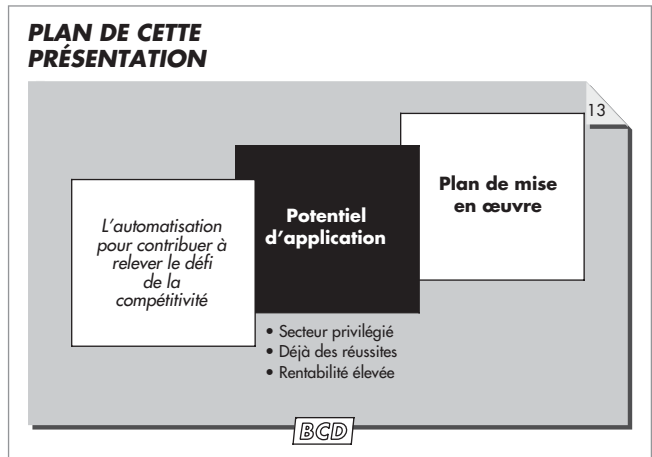 PLAN DE CETTE
PRÉSENTATION
13
L'automatisation
pour contribuer à
relever le défi
de la
compétitivité
Potentiel
d'application
Plan de mise
en œuvre
• Secteur privilégié
• Déjà des réussites
• Rentabilité élevée
BCD